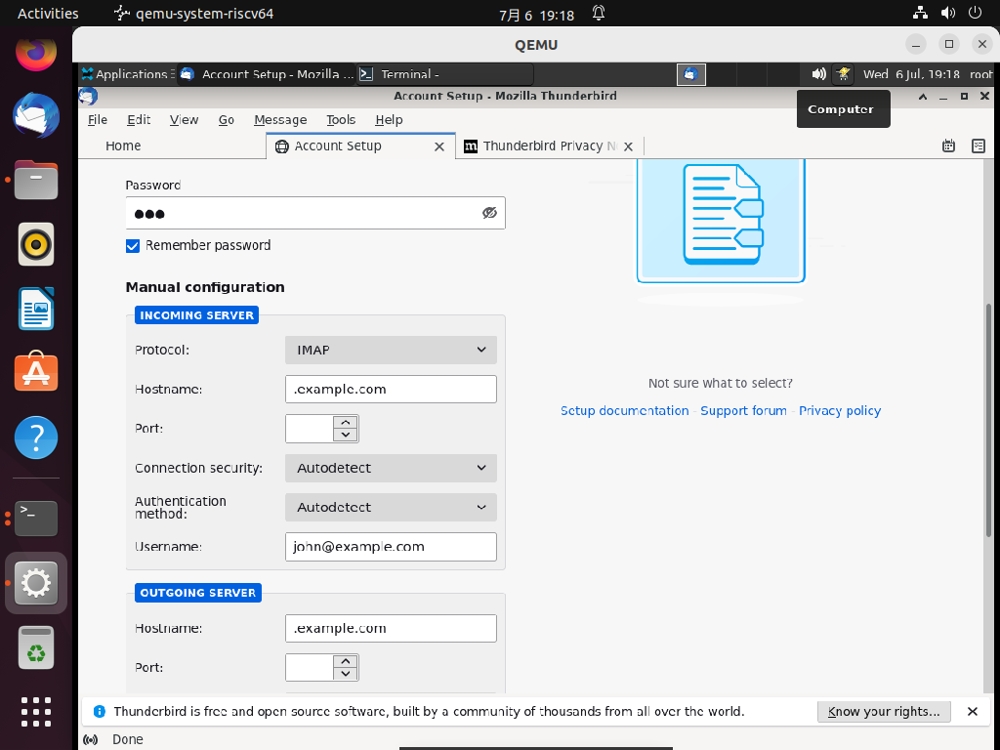 Activities
qemu-system-riscv64
7月 6 19:18
QEMU
Applications
Account Setup - Mozilla ...
Terminal -
Wed 6 Jul, 19:18
root
Account Setup - Mozilla Thunderbird
Computer
File
Edit
View
Go
Message
Tools
Help
Home
Account Setup
Thunderbird Privacy N
Password
Remember password
Manual configuration
INCOMING SERVER
Protocol:
IMAP
Hostname:
.example.com
Port:
Connection security:
Autodetect
Authentication
method:
Autodetect
Username:
john@example.com
OUTGOING SERVER
Hostname:
.example.com
Port:
Not sure what to select?
Setup documentation - Support forum - Privacy policy
Thunderbird is free and open source software, built by a community of thousands from all over the world.
Know your rights...
Done